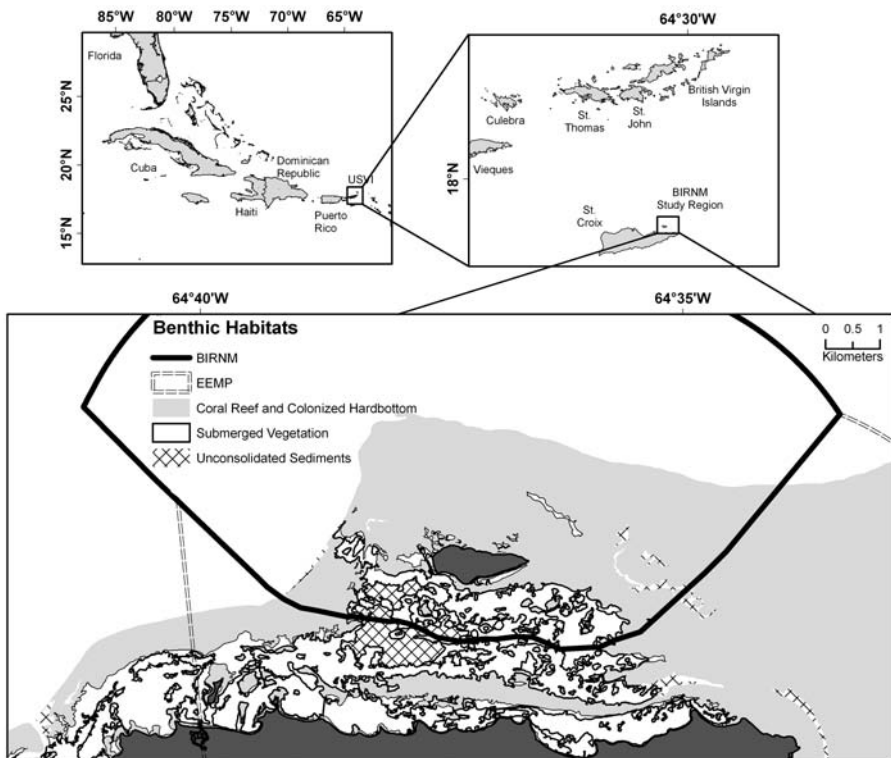 85°W 80°W 75°W 70°W 65°W
25°N
20°N
15°N
Florida
Cuba
Haiti
Dominican
Republic
Puerto
Rico
USVI
64°30'W
18°N
Culebra
Vieques
St.
Thomas
St.
John
British Virgin
Islands
St.
Croix
BIRNM
Study Region
64°40'W 64°35'W
Benthic Habitats
BIRNM
EEMP
Coral Reef and Colonized Hardbottom
Submerged Vegetation
Unconsolidated Sediments
0 0.5 1
Kilometers